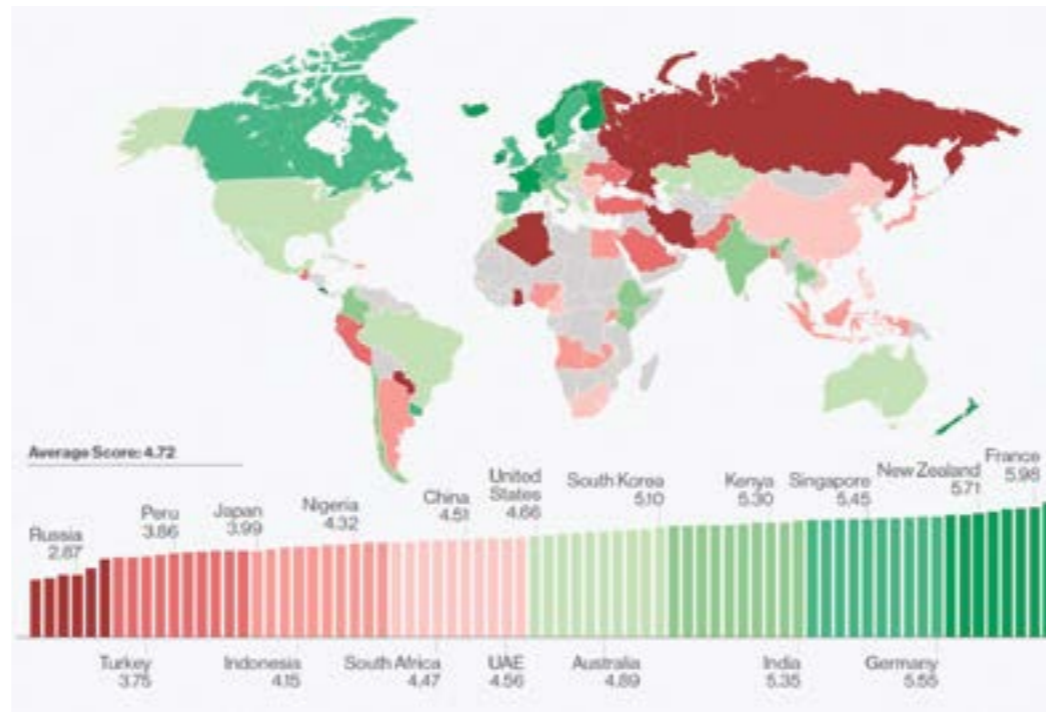 Average Score: 4.72
Russia
2.87
Peru
3.86
Japan
3.99
Nigeria
4.32
China
4.51
United
States
4.66
South Korea
5.10
Kenya
5.30
Singapore
5.45
New Zealand
5.71
France
5.98
Turkey
3.75
Indonesia
4.15
South Africa
4.47
UAE
4.56
Australia
4.89
India
5.35
Germany
5.55